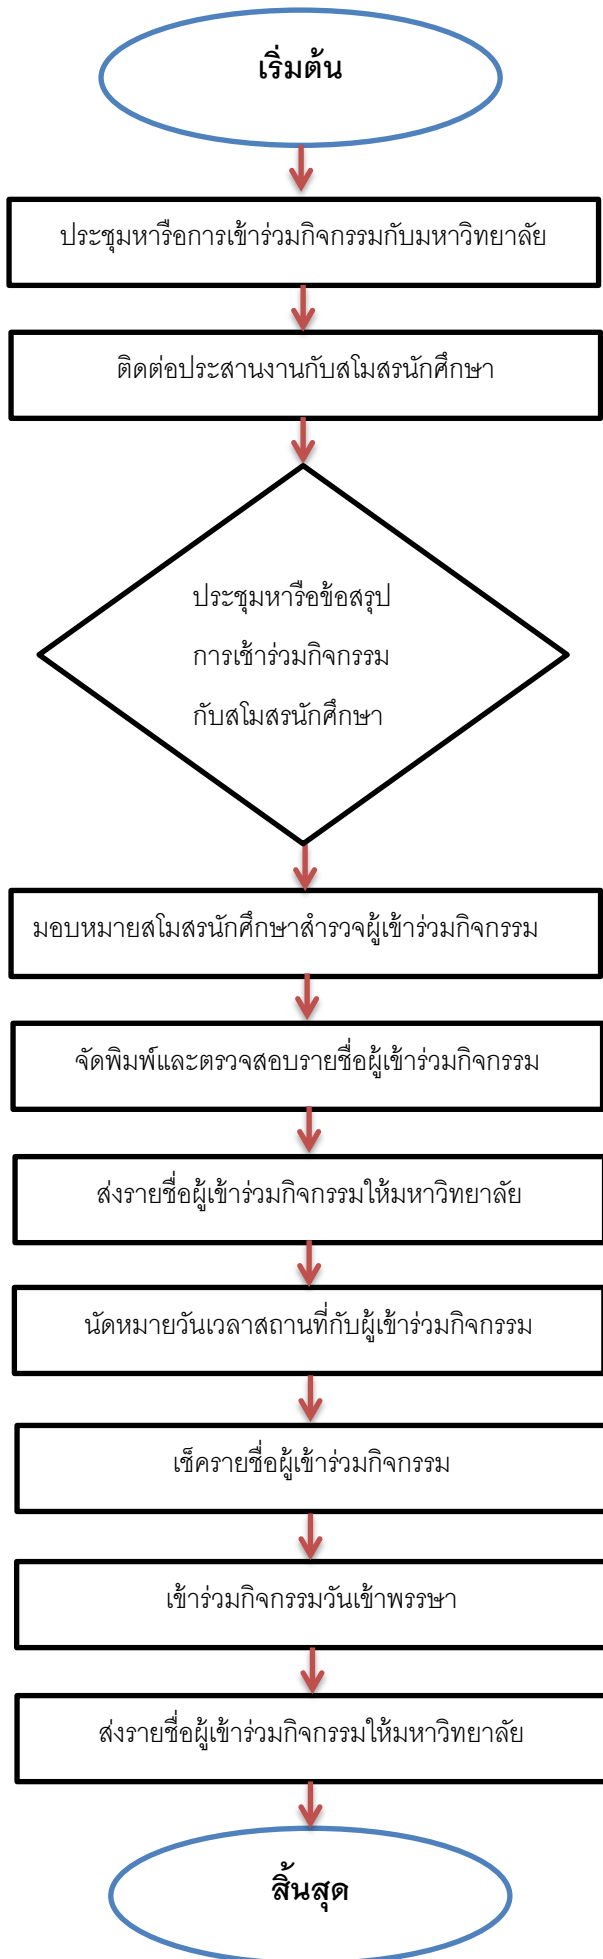 เริ่มต้น
ประชุมหารือการเข้าร่วมกิจกรรมกับมหาวิทยาลัย
ติดต่อประสานงานกับสโมสรนักศึกษา
ประชุมหารือข้อสรุป
การเข้าร่วมกิจกรรม
กับสโมสรนักศึกษา
มอบหมายสโมสรนักศึกษาสำรวจผู้เข้าร่วมกิจกรรม
จัดพิมพ์และตรวจสอบรายชื่อผู้เข้าร่วมกิจกรรม
ส่งรายชื่อผู้เข้าร่วมกิจกรรมให้มหาวิทยาลัย
นัดหมายวันเวลาสถานที่กับผู้เข้าร่วมกิจกรรม
เช็ครายชื่อผู้เข้าร่วมกิจกรรม
เข้าร่วมกิจกรรมวันเข้าพรรษา
ส่งรายชื่อผู้เข้าร่วมกิจกรรมให้มหาวิทยาลัย
สิ้นสุด